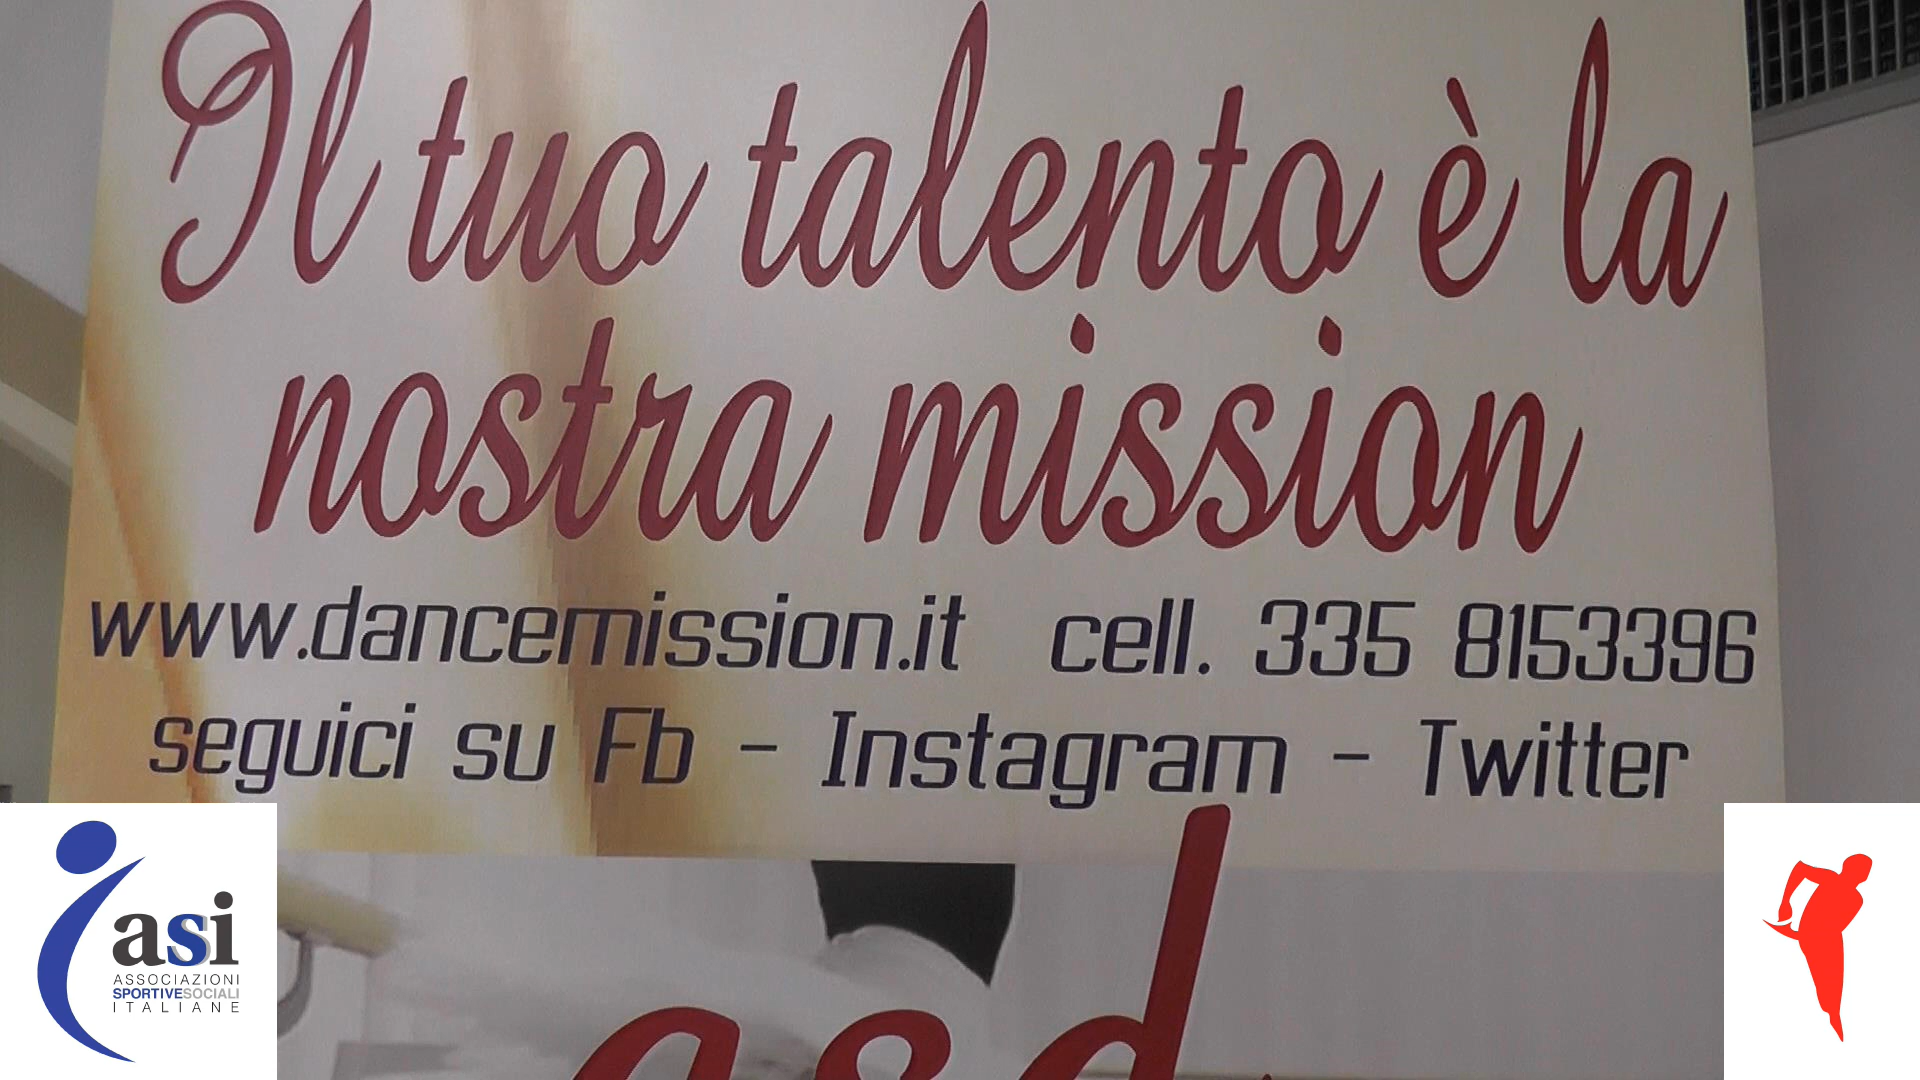 Il tuo talento è la
nostra mission
www.dancemission.it cell. 335 8153396
seguici su Fb - Instagram - Twitter
asd
asi
ASSOCIAZIONI
SPORTIVESOCIALI
ITALIANE